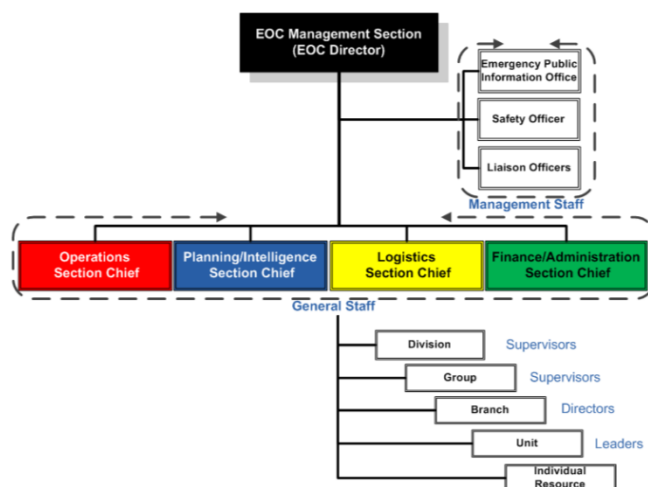 EOC Management Section
(EOC Director)
Emergency Public
Information Office
Safety Officer
Liaison Officers
Management Staff
Operations
Section Chief
Planning/Intelligence
Section Chief
Logistics
Section Chief
Finance/Administration
Section Chief
General Staff
Division
Supervisors
Group
Supervisors
Branch
Directors
Unit
Leaders
Individual
Resource